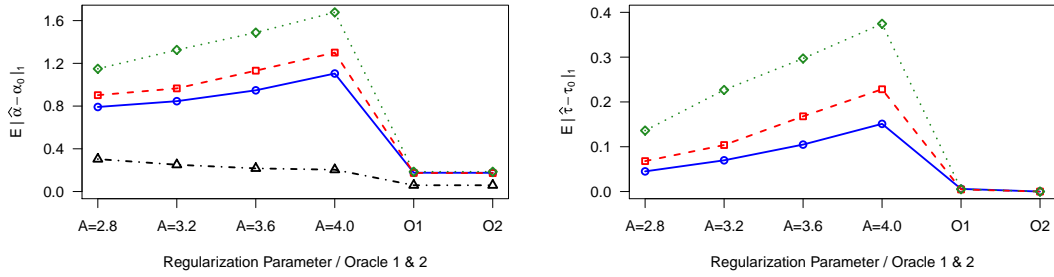 1.6
1.2
0.8
0.4
0.0
E | α̂ − α₀ |₁
A=2.8 A=3.2 A=3.6 A=4.0 O1 O2
Regularization Parameter / Oracle 1 & 2
0.4
0.3
0.2
0.1
0.0
E | τ̂ − τ₀ |₁
A=2.8 A=3.2 A=3.6 A=4.0 O1 O2
Regularization Parameter / Oracle 1 & 2